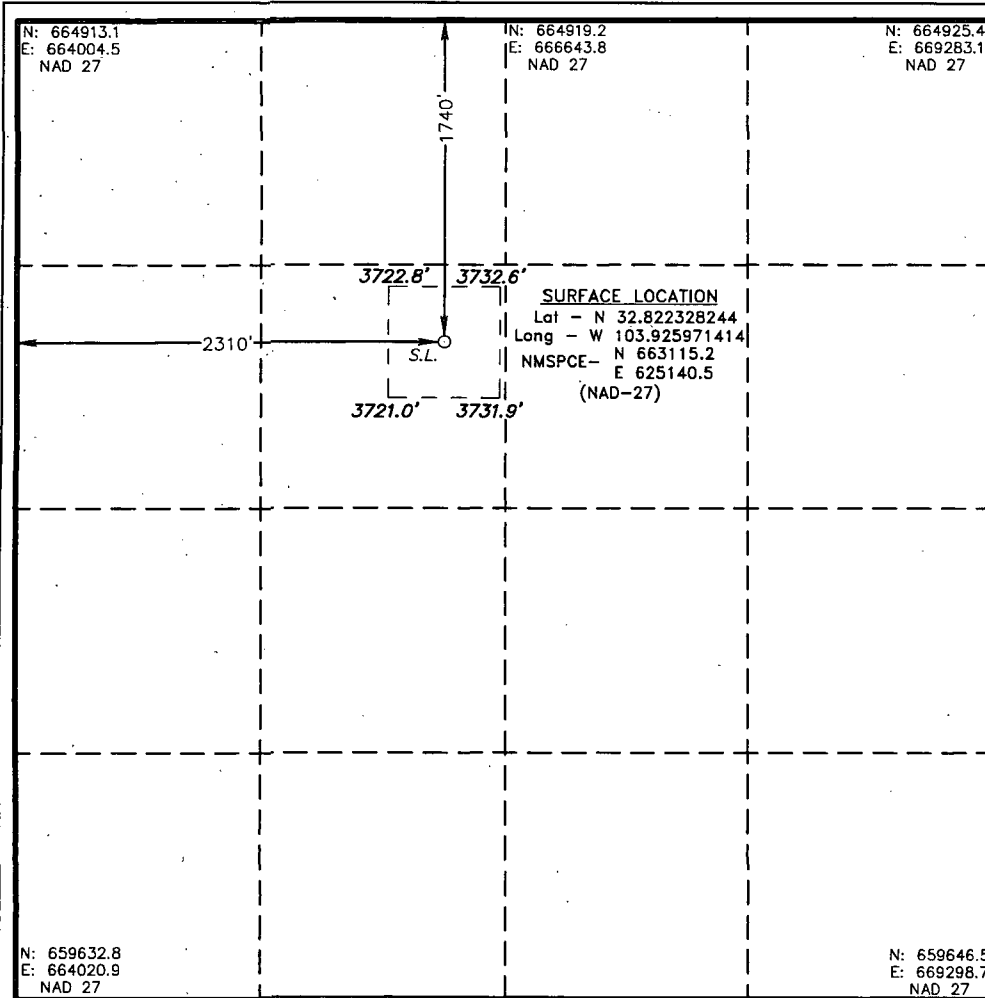 N: 664913.1
E: 664004.5
NAD 27
N: 664919.2
E: 666643.8
NAD 27
N: 664925.4
E: 669283.1
NAD 27
1740'
3722.8' 3732.6'
SURFACE LOCATION
Lat - N 32.822328244
Long - W 103.925971414
NMSPCE- N 663115.2
E 625140.5
(NAD-27)
2310'
S.L.
3721.0' 3731.9'
N: 659632.8
E: 664020.9
NAD 27
N: 659646.5
E: 669298.7
NAD 27